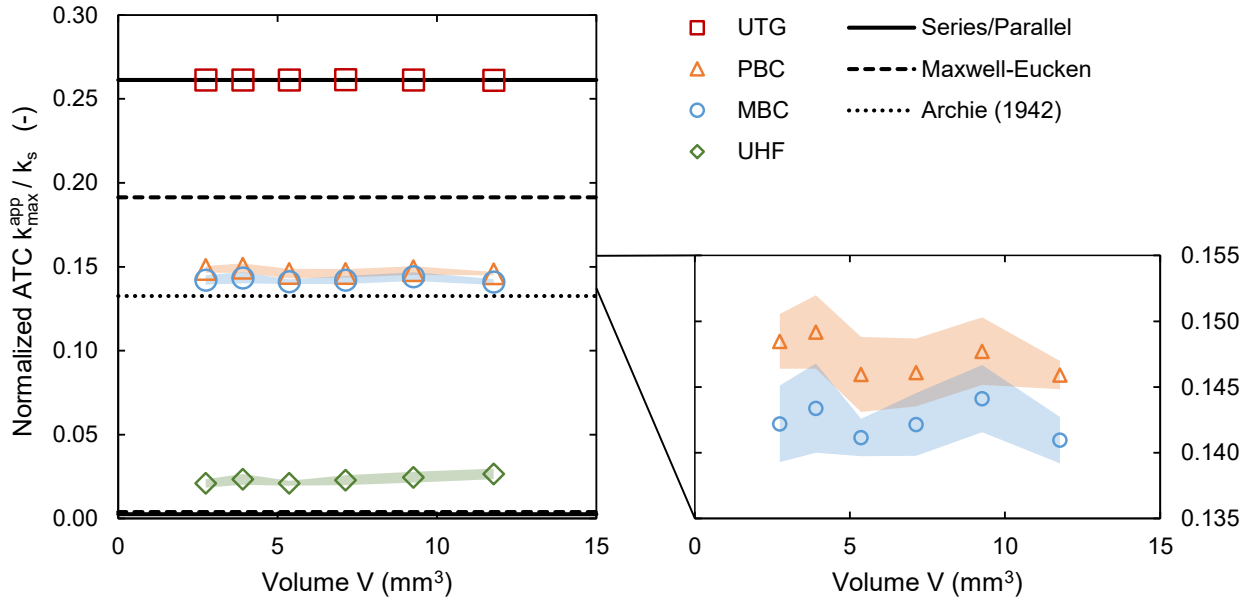 0.30
0.25
0.20
0.15
0.10
0.05
0.00
Normalized ATC k^app_max / k_s (-)
0 5 10 15
Volume V (mm³)
UTG
PBC
MBC
UHF
Series/Parallel
Maxwell-Eucken
Archie (1942)
0.155
0.150
0.145
0.140
0.135
0 5 10 15
Volume V (mm³)